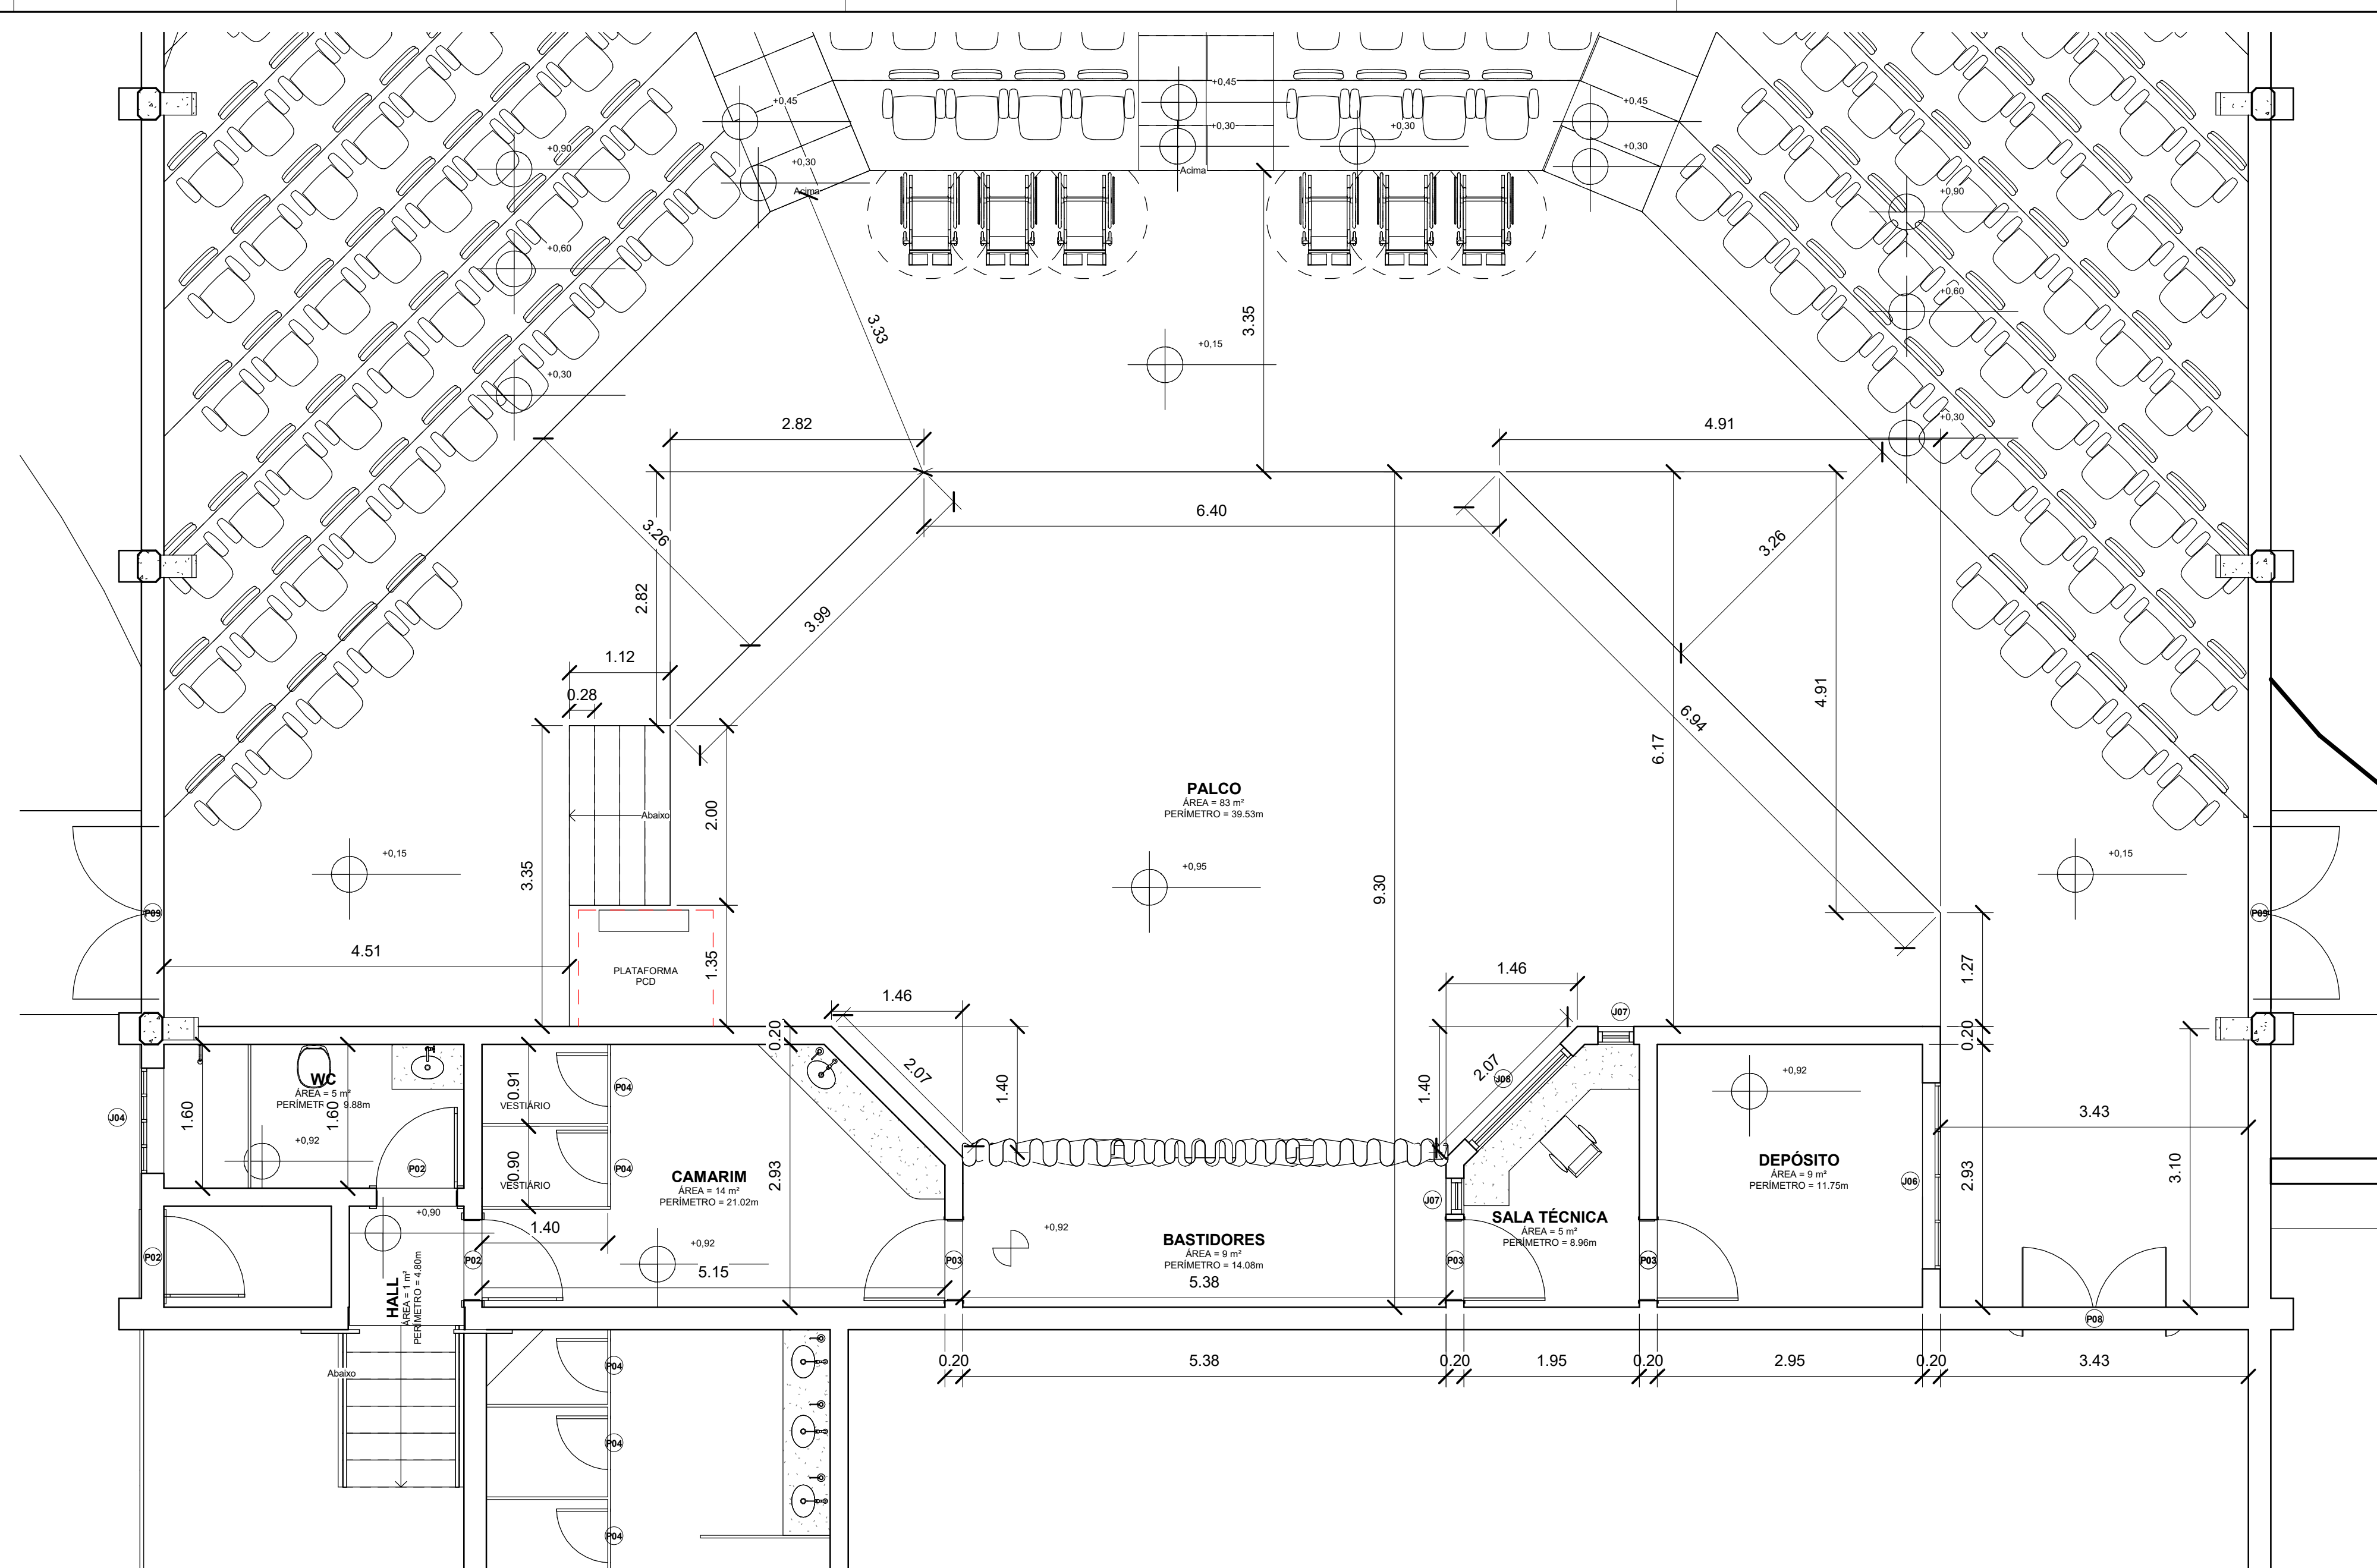 +0,45
+0,45
+0,45
+0,30
+0,30
+0,90
+0,30
+0,30
Acima
Acima
+0,90
+0,60
+0,60
3.33
3.35
+0,15
+0,30
+0,30
2.82
4.91
6.40
3.26
3.26
2.82
3.99
1.12
0.28
4.91
6.94
6.17
PALCO
ÁREA = 83 m²
PERÍMETRO = 39.53m
Abaixo
2.00
+0,15
3.35
+0,95
9.30
+0,15
P09
P09
4.51
PLATAFORMA
PCD
1.35
1.46
1.46
1.27
J07
0.20
0.20
2.07
2.07
J08
1.40
1.40
WC
ÁREA = 5 m²
PERÍMETR 9.88m
1.60
1.60
J04
+0,92
0.91
VESTIÁRIO
P04
P02
0.90
VESTIÁRIO
P04
CAMARIM
ÁREA = 14 m²
PERÍMETRO = 21.02m
2.93
+0,92
DEPÓSITO
ÁREA = 9 m²
PERÍMETRO = 11.75m
J06
2.93
3.43
3.10
J07
SALA TÉCNICA
ÁREA = 5 m²
PERÍMETRO = 8.96m
+0,90
1.40
+0,92
+0,92
BASTIDORES
ÁREA = 9 m²
PERÍMETRO = 14.08m
P02
P02
P03
P03
P03
5.15
5.38
HALL
ÁREA = 1 m²
PERÍMETRO = 4.80m
P08
Abaixo
P04
P04
P04
0.20
5.38
0.20
1.95
0.20
2.95
0.20
3.43